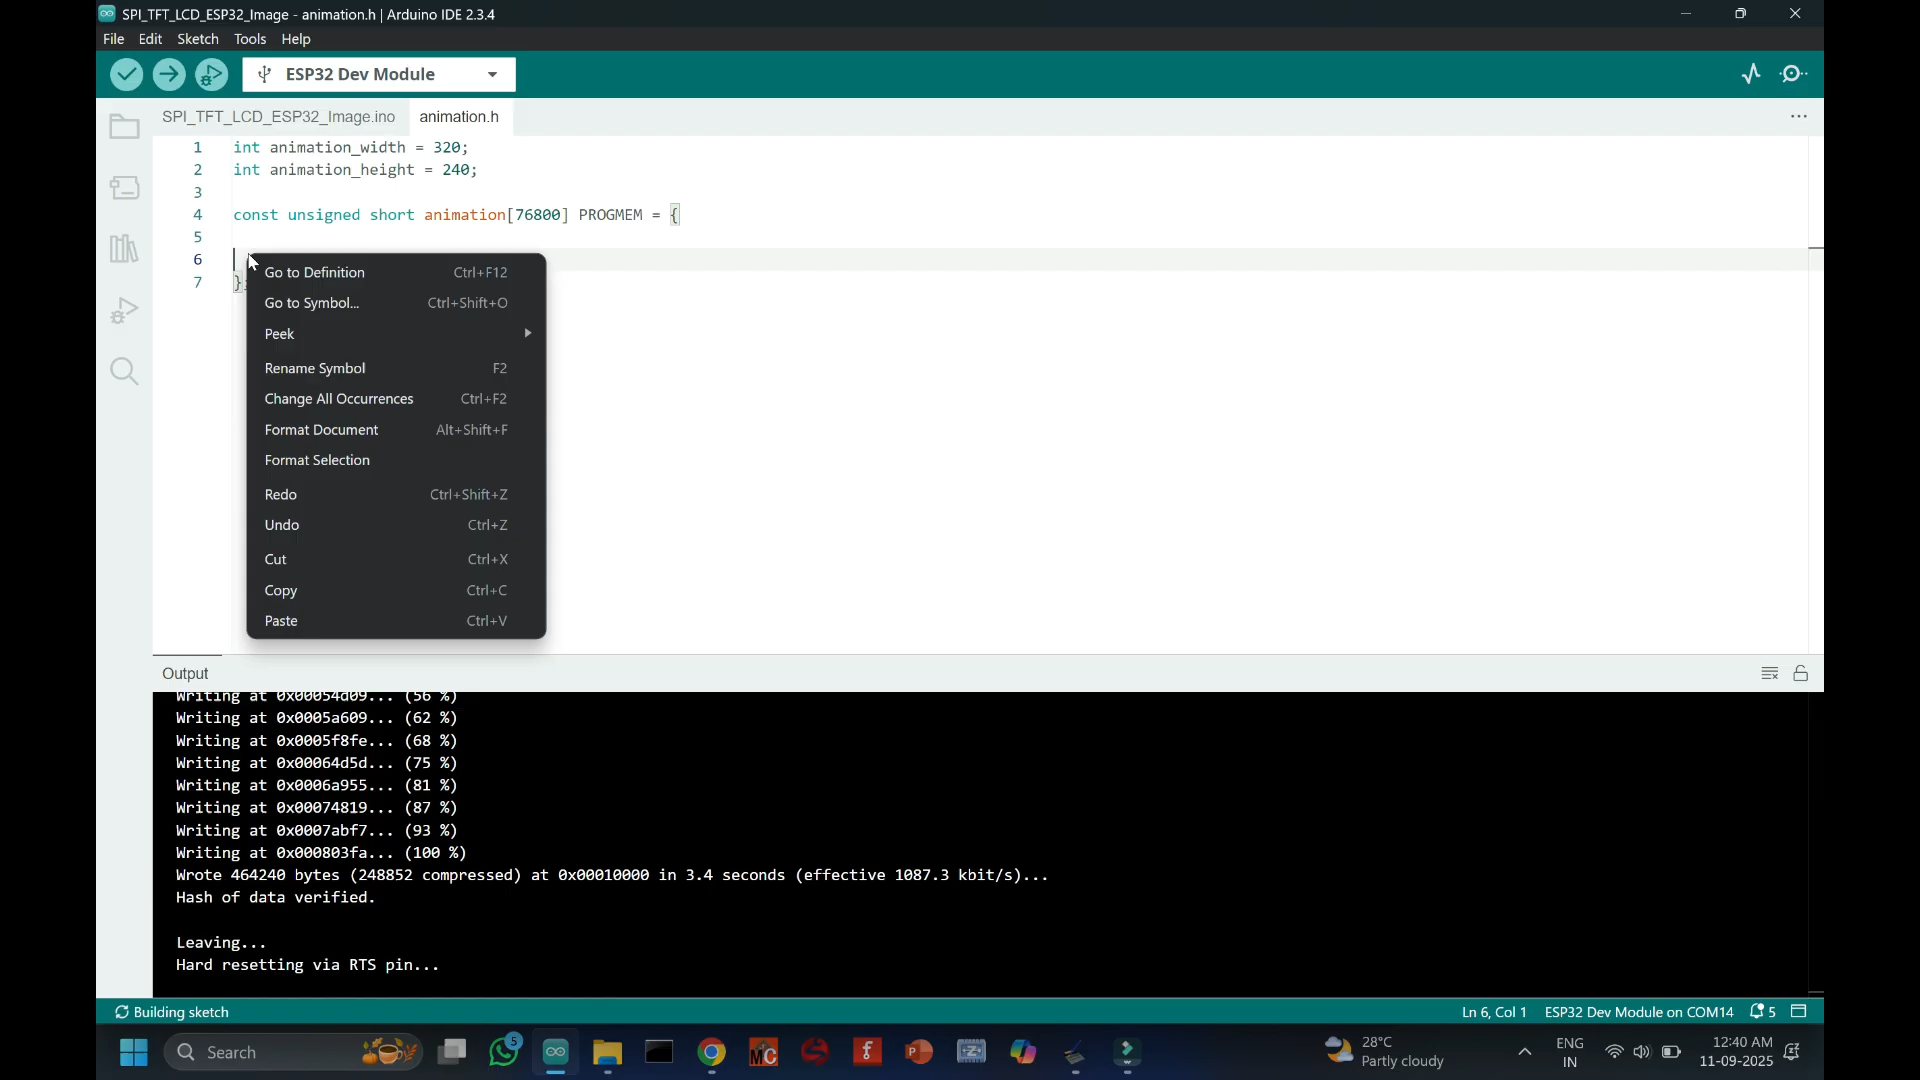 SPI_TFT_LCD_ESP32_Image - animation.h | Arduino IDE 2.3.4
File Edit Sketch Tools Help
ESP32 Dev Module
SPI_TFT_LCD_ESP32_Image.ino animation.h
1 int animation_width = 320;
2 int animation_height = 240;
3
4 const unsigned short animation[76800] PROGMEM = {
5
6
7 };
Go to Definition Ctrl+F12
Go to Symbol... Ctrl+Shift+O
Peek
Rename Symbol F2
Change All Occurrences Ctrl+F2
Format Document Alt+Shift+F
Format Selection
Redo Ctrl+Shift+Z
Undo Ctrl+Z
Cut Ctrl+X
Copy Ctrl+C
Paste Ctrl+V
Output
Writing at 0x00054d09... (56 %)
Writing at 0x0005a609... (62 %)
Writing at 0x0005f8fe... (68 %)
Writing at 0x00064d5d... (75 %)
Writing at 0x0006a955... (81 %)
Writing at 0x00074819... (87 %)
Writing at 0x0007abf7... (93 %)
Writing at 0x000803fa... (100 %)
Wrote 464240 bytes (248852 compressed) at 0x00010000 in 3.4 seconds (effective 1087.3 kbit/s)...
Hash of data verified.
Leaving...
Hard resetting via RTS pin...
Building sketch Ln 6, Col 1 ESP32 Dev Module on COM14 5
Search 5 MC f P Z 28°C ENG 12:40 AM
Partly cloudy IN 11-09-2025